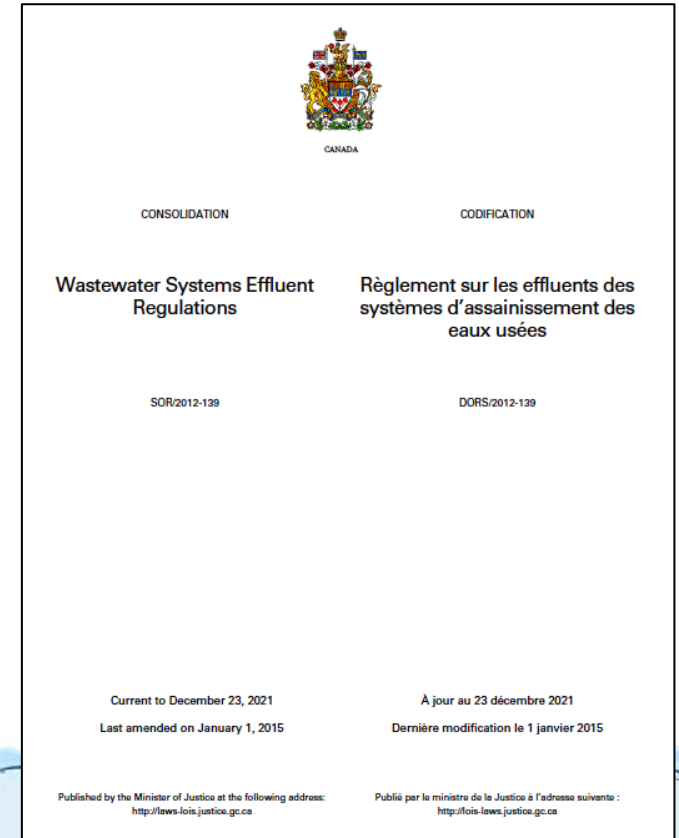 CANADA
CONSOLIDATION
Wastewater Systems Effluent
Regulations
SOR/2012-139
Current to December 23, 2021
Last amended on January 1, 2015
Published by the Minister of Justice at the following address:
http://laws-lois.justice.gc.ca
CODIFICATION
Règlement sur les effluents des
systèmes d'assainissement des
eaux usées
DORS/2012-139
À jour au 23 décembre 2021
Dernière modification le 1 janvier 2015
Publié par le ministre de la Justice à l'adresse suivante :
http://lois-laws.justice.gc.ca